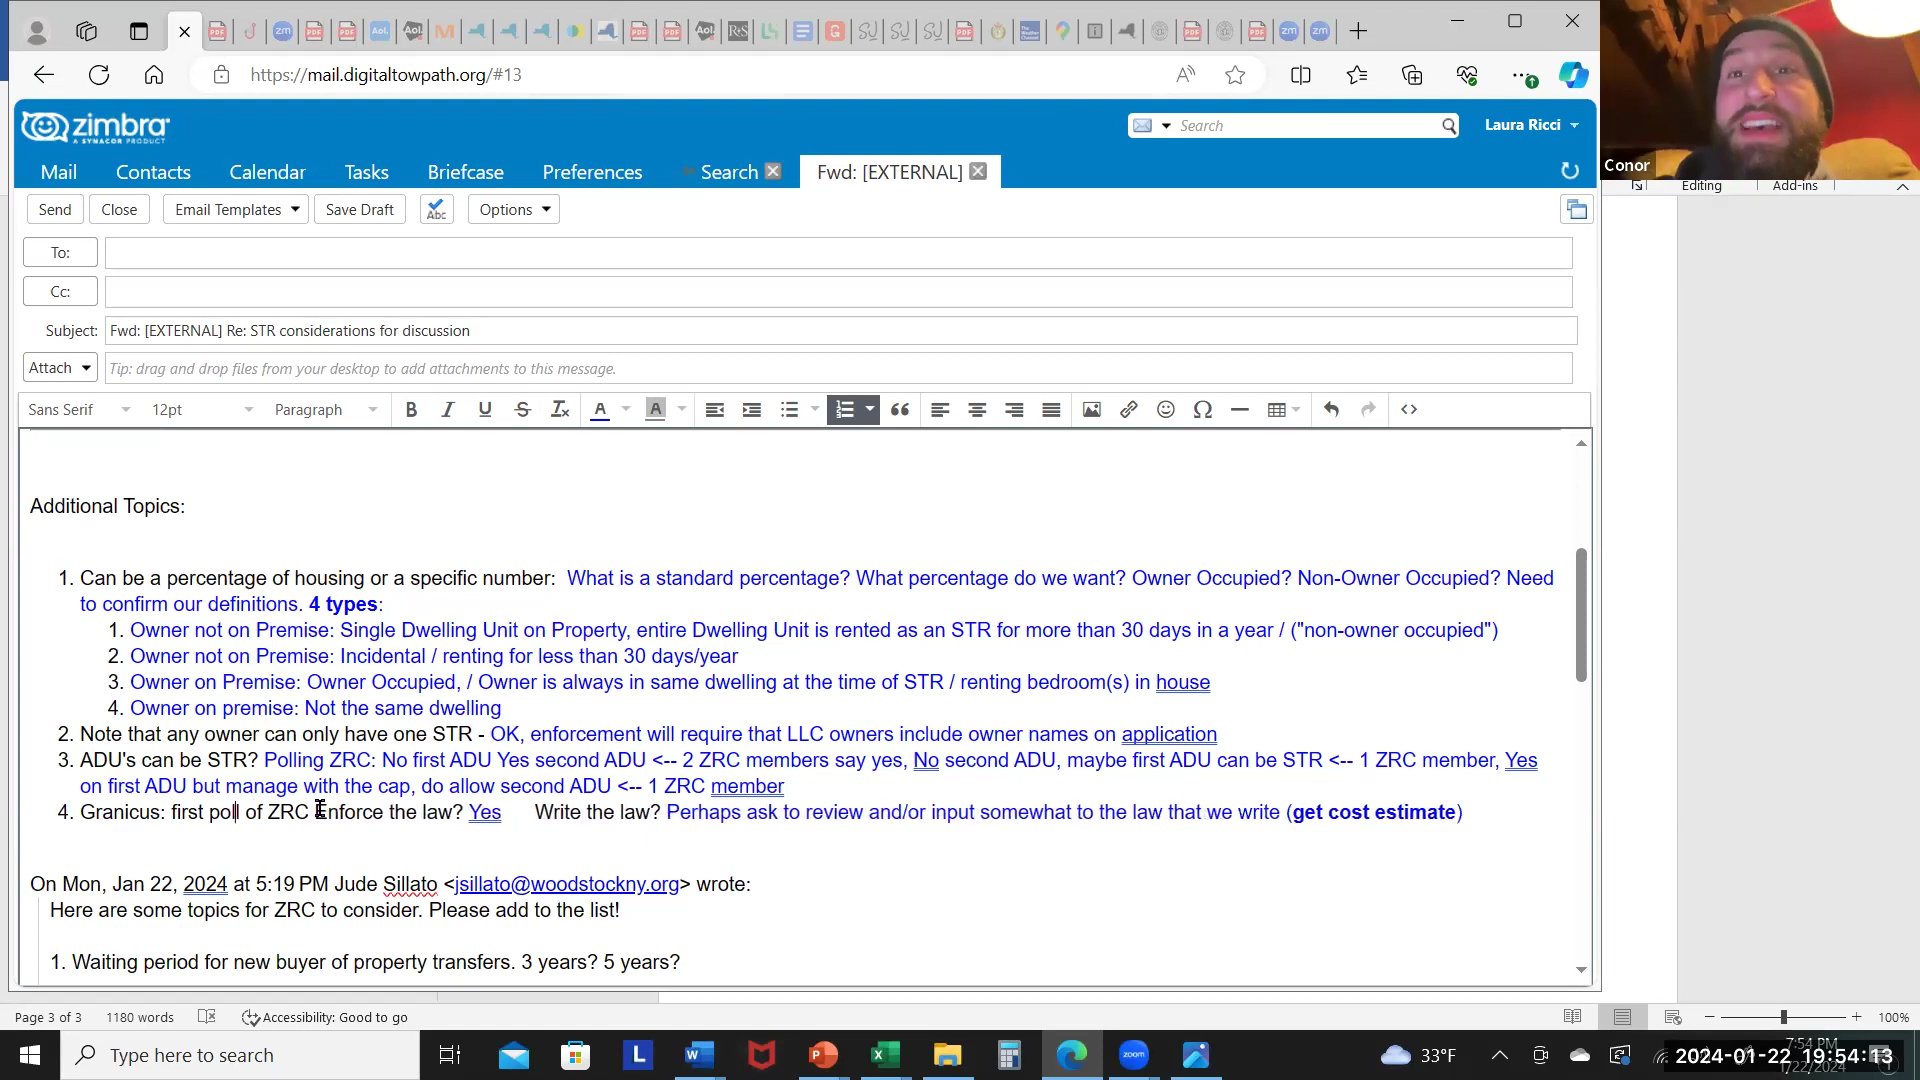 https://mail.digitaltowpath.org/#13
zimbra
A SYNACOR PRODUCT
Search
Laura Ricci
Conor
Mail Contacts Calendar Tasks Briefcase Preferences Search Fwd: [EXTERNAL]
Editing Add-ins
Send Close Email Templates Save Draft Abc Options
To:
Cc:
Subject: Fwd: [EXTERNAL] Re: STR considerations for discussion
Attach Tip: drag and drop files from your desktop to add attachments to this message.
Sans Serif 12pt Paragraph
Additional Topics:
1. Can be a percentage of housing or a specific number: What is a standard percentage? What percentage do we want? Owner Occupied? Non-Owner Occupied? Need
to confirm our definitions. 4 types:
1. Owner not on Premise: Single Dwelling Unit on Property, entire Dwelling Unit is rented as an STR for more than 30 days in a year / ("non-owner occupied")
2. Owner not on Premise: Incidental / renting for less than 30 days/year
3. Owner on Premise: Owner Occupied, / Owner is always in same dwelling at the time of STR / renting bedroom(s) in house
4. Owner on premise: Not the same dwelling
2. Note that any owner can only have one STR - OK, enforcement will require that LLC owners include owner names on application
3. ADU's can be STR? Polling ZRC: No first ADU Yes second ADU <-- 2 ZRC members say yes, No second ADU, maybe first ADU can be STR <-- 1 ZRC member, Yes
on first ADU but manage with the cap, do allow second ADU <-- 1 ZRC member
4. Granicus: first poll of ZRC Enforce the law? Yes Write the law? Perhaps ask to review and/or input somewhat to the law that we write (get cost estimate)
On Mon, Jan 22, 2024 at 5:19 PM Jude Sillato <jsillato@woodstockny.org> wrote:
Here are some topics for ZRC to consider. Please add to the list!
1. Waiting period for new buyer of property transfers. 3 years? 5 years?
Page 3 of 3 1180 words Accessibility: Good to go 100%
Type here to search
33°F
7:54 PM
2024-01-22 19:54:13
1/22/2024